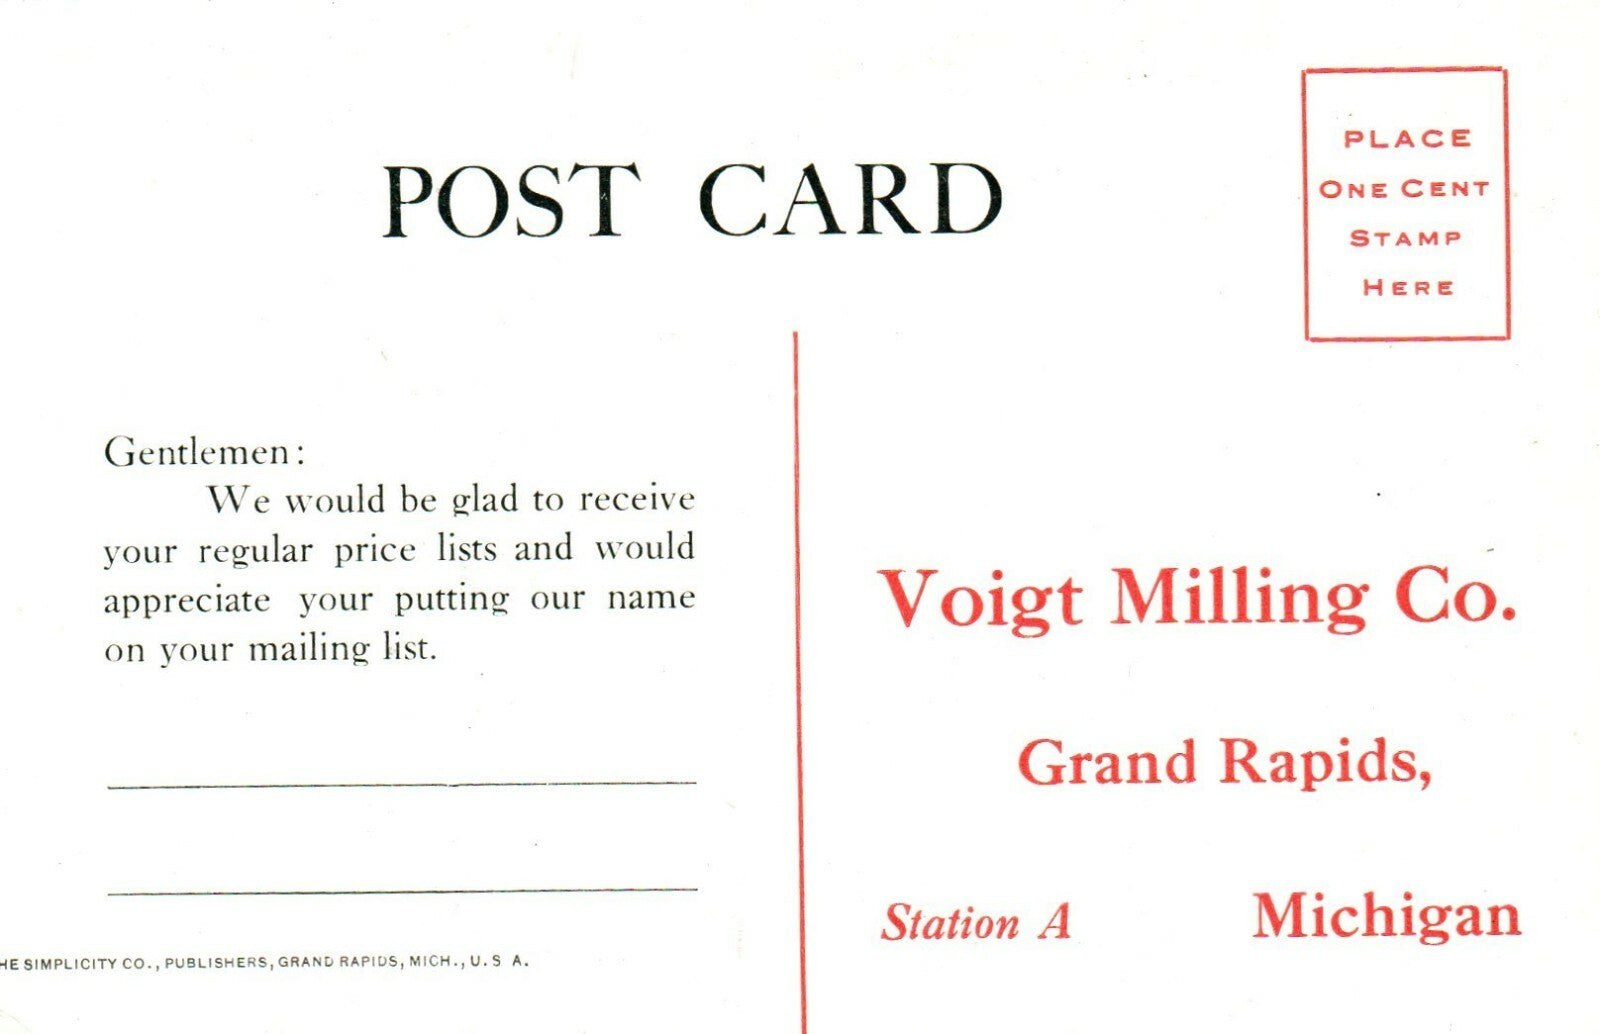 POST CARD
PLACE
ONE CENT
STAMP
HERE
Gentlemen:
We would be glad to receive
your regular price lists and would
appreciate your putting our name
on your mailing list.
HE SIMPLICITY CO., PUBLISHERS, GRAND RAPIDS, MICH., U. S A.
Voigt Milling Co.
Grand Rapids,
Station A Michigan